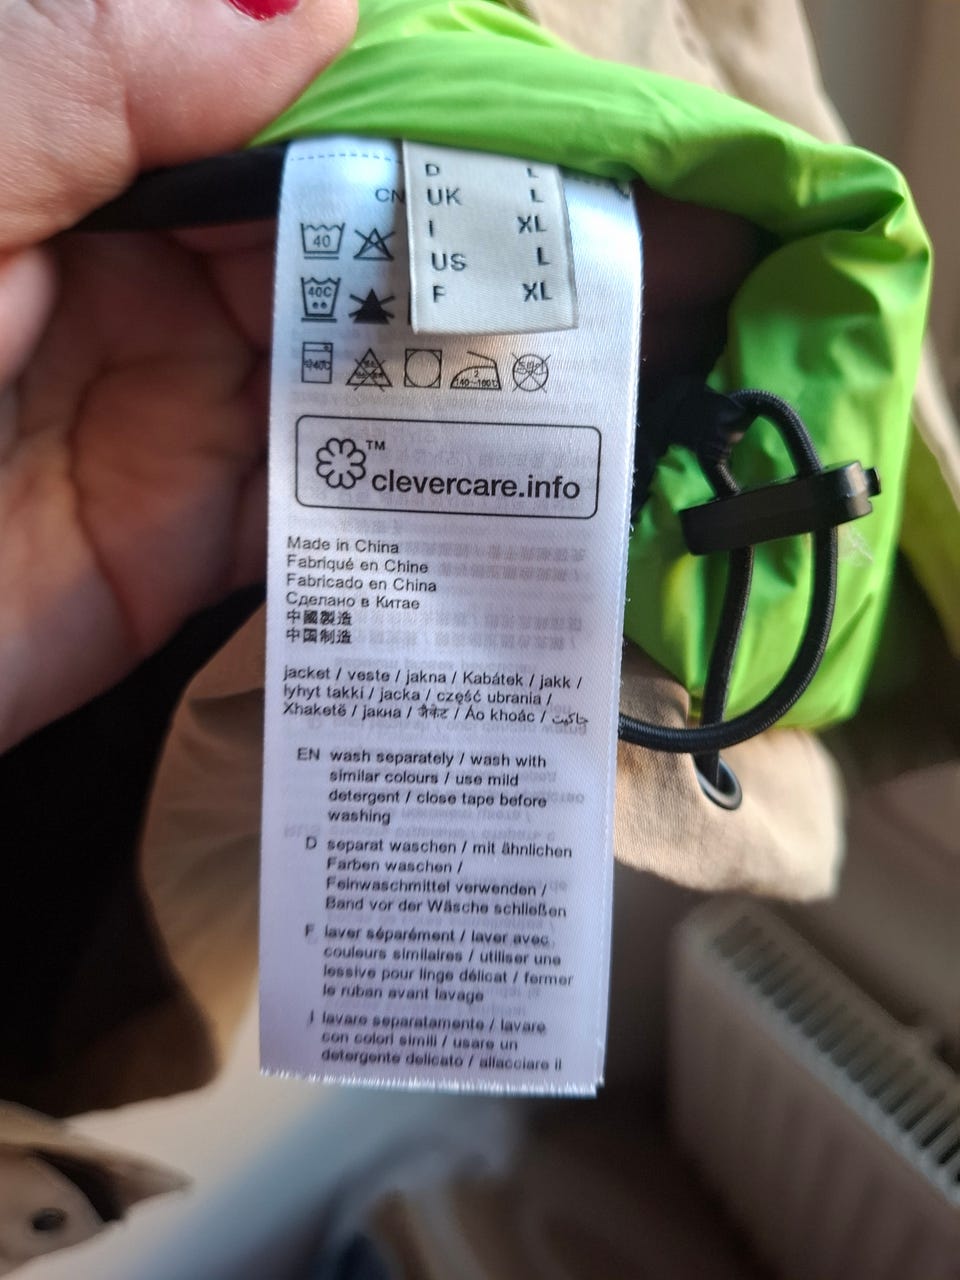 CN
D L
UK L
I XL
US L
F XL
40
40C
40C
2
140~160C
TM
clevercare.info
Made in China
Fabriqué en Chine
Fabricado en China
Сделано в Китае
中國製造
中国制造
jacket / veste / jakna / Kabátek / jakk /
lyhyt takki / jacka / część ubrania /
Xhaketë / јакна / जैकेट / Áo khoác / جاكيت
EN wash separately / wash with
similar colours / use mild
detergent / close tape before
washing
D separat waschen / mit ähnlichen
Farben waschen /
Feinwaschmittel verwenden /
Band vor der Wäsche schließen
F laver séparément / laver avec
couleurs similaires / utiliser une
lessive pour linge délicat / fermer
le ruban avant lavage
I lavare separatamente / lavare
con colori simili / usare un
detergente delicato / allacciare il